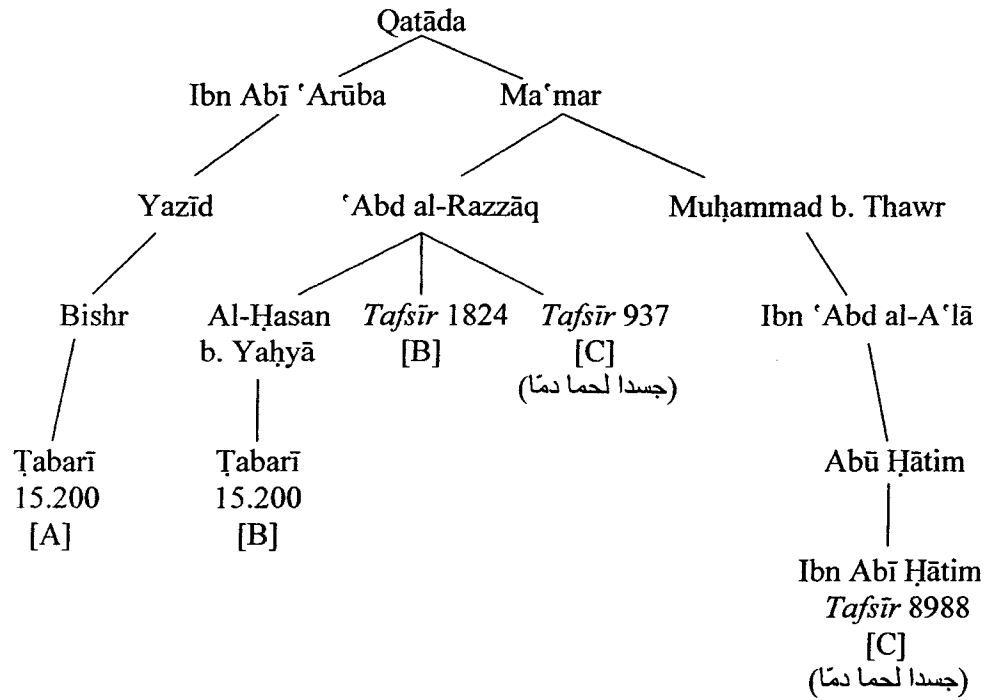 Qatāda
Ibn Abī ʿArūba Maʿmar
Yazīd ʿAbd al-Razzāq Muḥammad b. Thawr
Bishr Al-Ḥasan Tafsīr 1824 Tafsīr 937 Ibn ʿAbd al-Aʿlā
b. Yaḥyā [B] [C]
(جسدا لحما دمّا)
Ṭabarī Ṭabarī Abū Ḥātim
15.200 15.200
[A] [B]
Ibn Abī Ḥātim
Tafsīr 8988
[C]
(جسدا لحما دمّا)